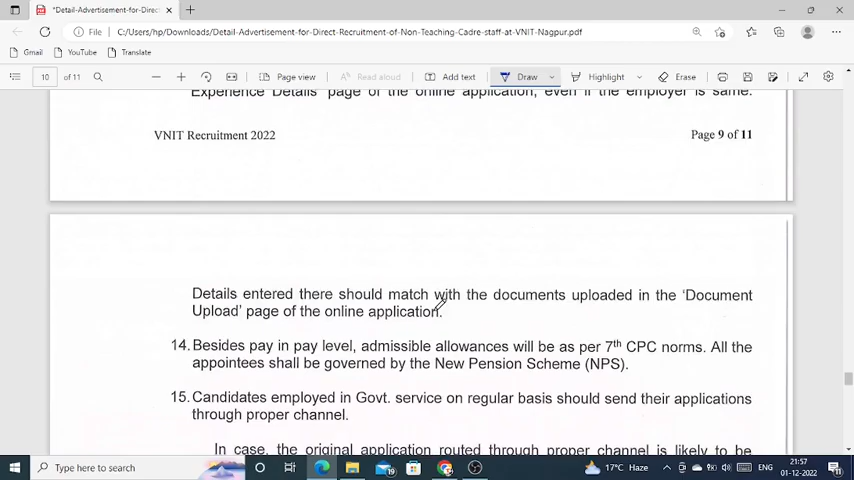 *Detail-Advertisement-for-Direct-
File
C:/Users/hp/Downloads/Detail-Advertisement-for-Direct-Recruitment-of-Non-Teaching-Cadre-staff-at-VNIT-Nagpur.pdf
Gmail YouTube Translate
10 of 11 Page view Read aloud Add text Draw Highlight Erase
Experience Details' page of the online application, even if the employer is same.
VNIT Recruitment 2022 Page 9 of 11
Details entered there should match with the documents uploaded in the ‘Document
Upload’ page of the online application.
14. Besides pay in pay level, admissible allowances will be as per 7th CPC norms. All the
appointees shall be governed by the New Pension Scheme (NPS).
15. Candidates employed in Govt. service on regular basis should send their applications
through proper channel.
In case, the original application routed through proper channel is likely to be
Type here to search 19 17°C Haze ENG 21:57
01-12-2022 11